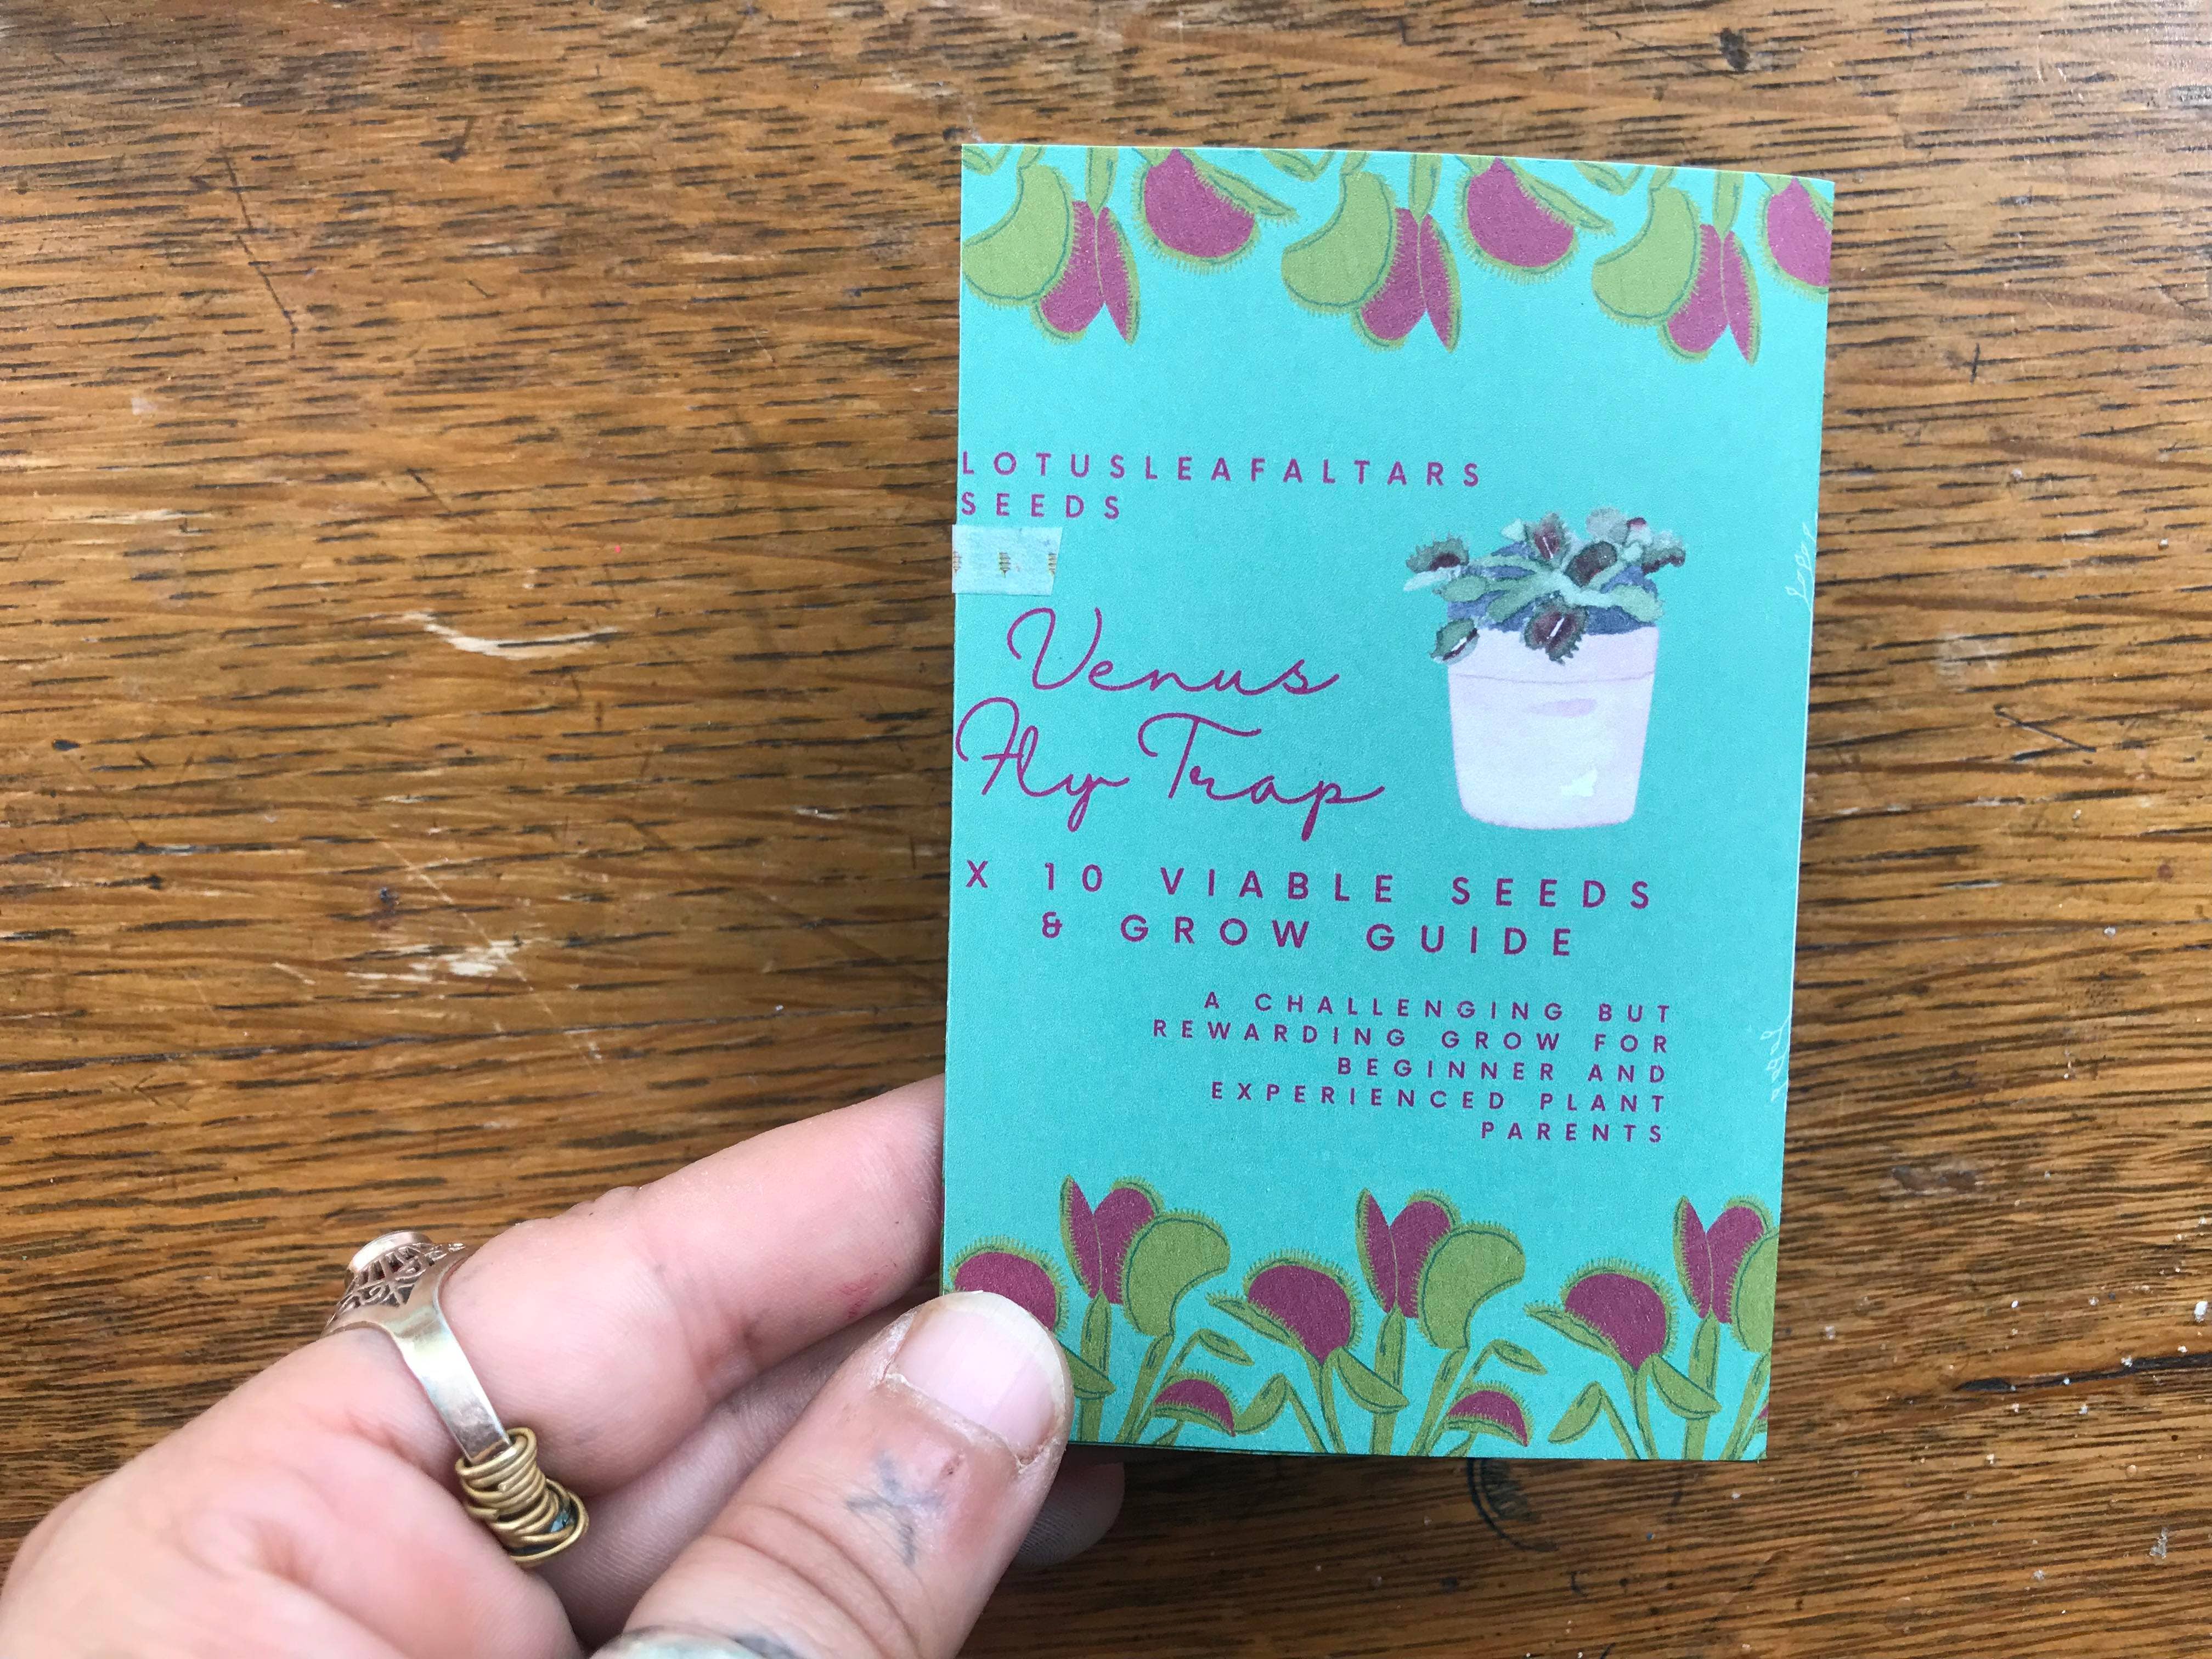 LOTUSLEAFALTARS
SEEDS
Venus
Fly Trap
X 10 VIABLE SEEDS
& GROW GUIDE
A CHALLENGING BUT
REWARDING GROW FOR
BEGINNER AND
EXPERIENCED PLANT
PARENTS